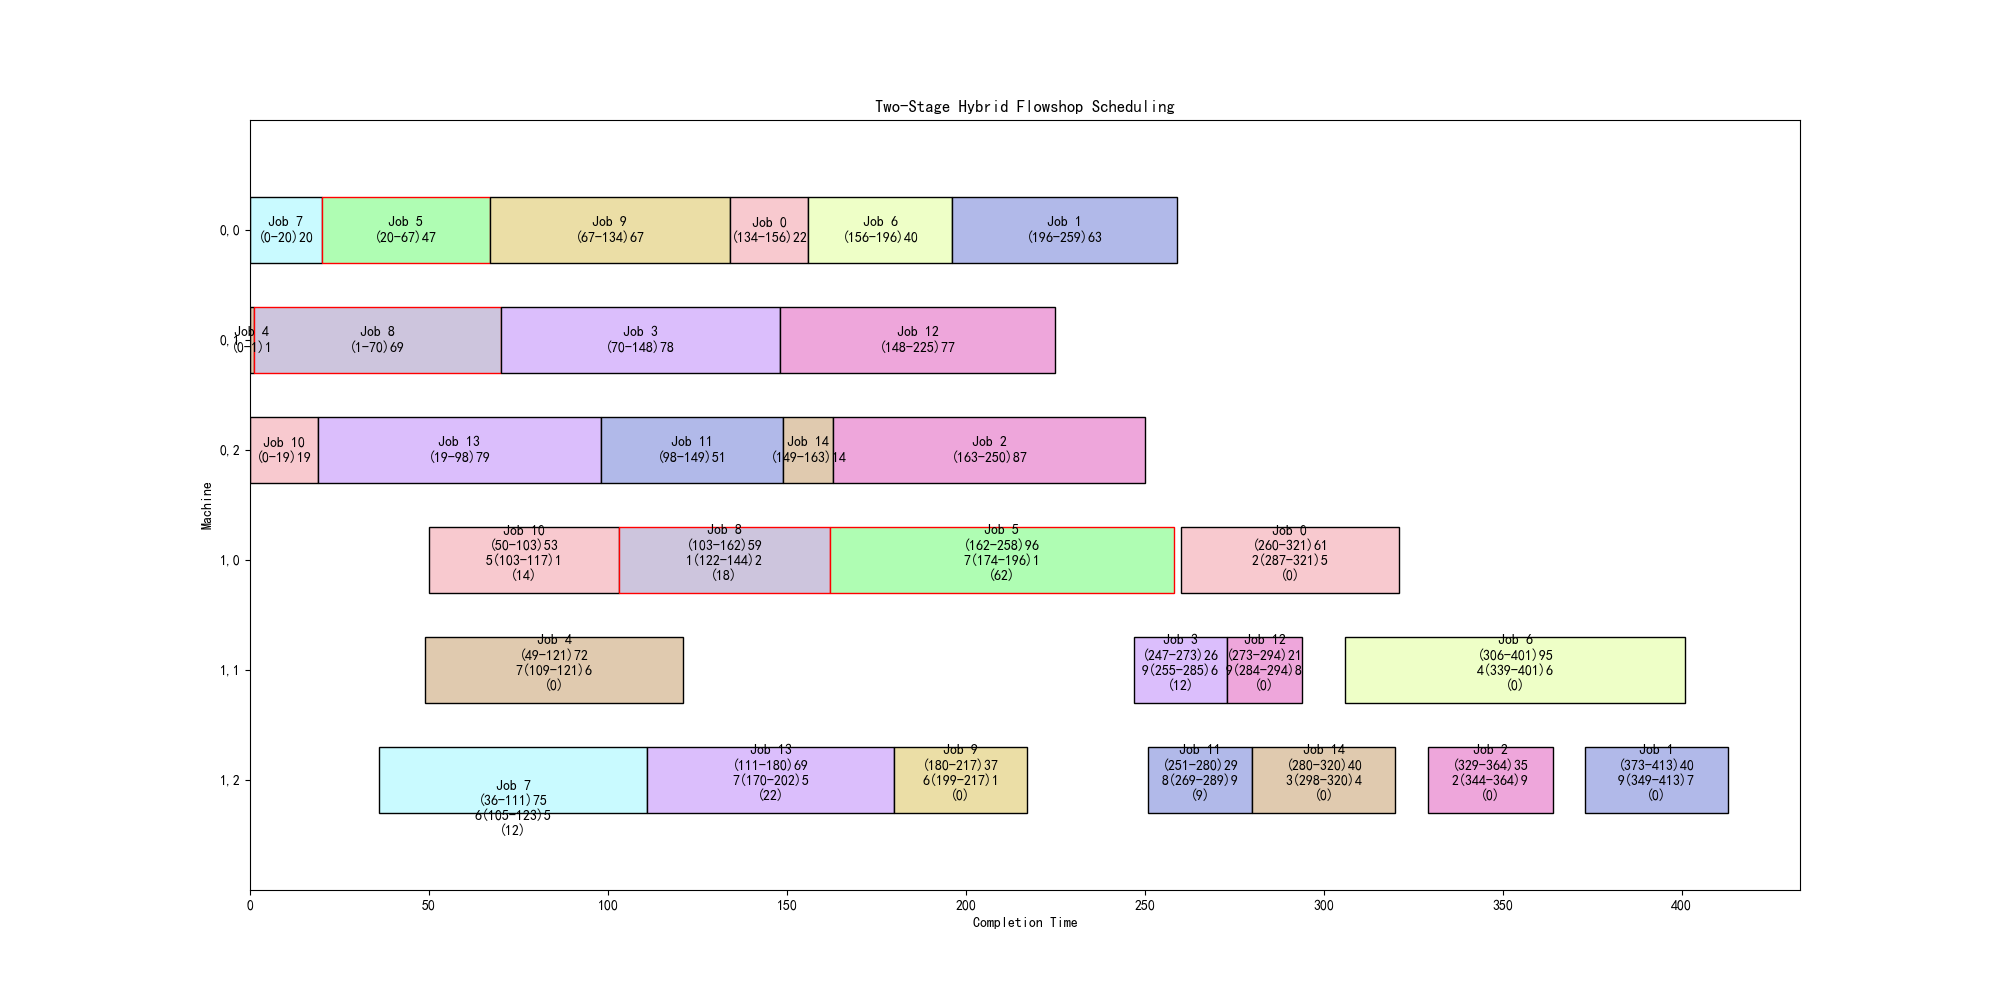 Two-Stage Hybrid Flowshop Scheduling
Machine
0,0
Job 7
(0-20)20
Job 5
(20-67)47
Job 9
(67-134)67
Job 0
(134-156)22
Job 6
(156-196)40
Job 1
(196-259)63
0,1
Job 4
(0-1)1
Job 8
(1-70)69
Job 3
(70-148)78
Job 12
(148-225)77
0,2
Job 10
(0-19)19
Job 13
(19-98)79
Job 11
(98-149)51
Job 14
(149-163)14
Job 2
(163-250)87
1,0
Job 10
(50-103)53
5(103-117)1
(14)
Job 8
(103-162)59
1(122-144)2
(18)
Job 5
(162-258)96
7(174-196)1
(62)
Job 0
(260-321)61
2(287-321)5
(0)
1,1
Job 4
(49-121)72
7(109-121)6
(0)
Job 3
(247-273)26
9(255-285)6
(12)
Job 12
(273-294)21
9(284-294)8
(0)
Job 6
(306-401)95
4(339-401)6
(0)
1,2
Job 7
(36-111)75
6(105-123)5
(12)
Job 13
(111-180)69
7(170-202)5
(22)
Job 9
(180-217)37
6(199-217)1
(0)
Job 11
(251-280)29
8(269-289)9
(9)
Job 14
(280-320)40
3(298-320)4
(0)
Job 2
(329-364)35
2(344-364)9
(0)
Job 1
(373-413)40
9(349-413)7
(0)
0 50 100 150 200 250 300 350 400
Completion Time